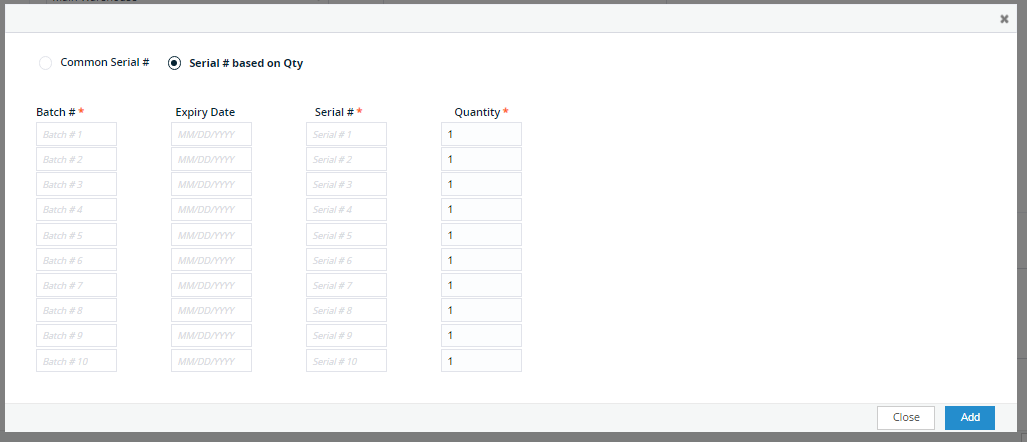 Main Warehouse
✖
Common Serial # Serial # based on Qty
Batch # * Expiry Date Serial # * Quantity *
Batch # 1 MM/DD/YYYY Serial # 1 1
Batch # 2 MM/DD/YYYY Serial # 2 1
Batch # 3 MM/DD/YYYY Serial # 3 1
Batch # 4 MM/DD/YYYY Serial # 4 1
Batch # 5 MM/DD/YYYY Serial # 5 1
Batch # 6 MM/DD/YYYY Serial # 6 1
Batch # 7 MM/DD/YYYY Serial # 7 1
Batch # 8 MM/DD/YYYY Serial # 8 1
Batch # 9 MM/DD/YYYY Serial # 9 1
Batch # 10 MM/DD/YYYY Serial # 10 1
Close Add